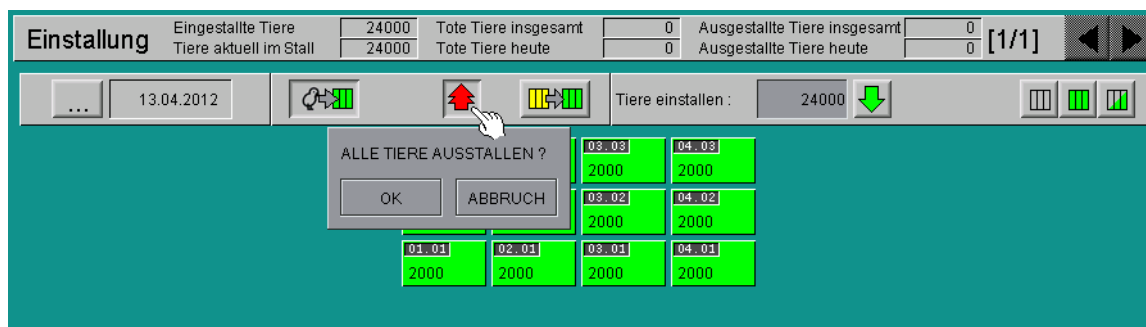 Einstallung
Eingestallte Tiere 24000
Tiere aktuell im Stall 24000
Tote Tiere insgesamt 0
Tote Tiere heute 0
Ausgestallte Tiere insgesamt 0
Ausgestallte Tiere heute 0
[1/1]
... 13.04.2012 Tiere einstallen : 24000
ALLE TIERE AUSSTALLEN ?
OK ABBRUCH
03.03 04.03
2000 2000
03.02 04.02
2000 2000
01.01 02.01 03.01 04.01
2000 2000 2000 2000